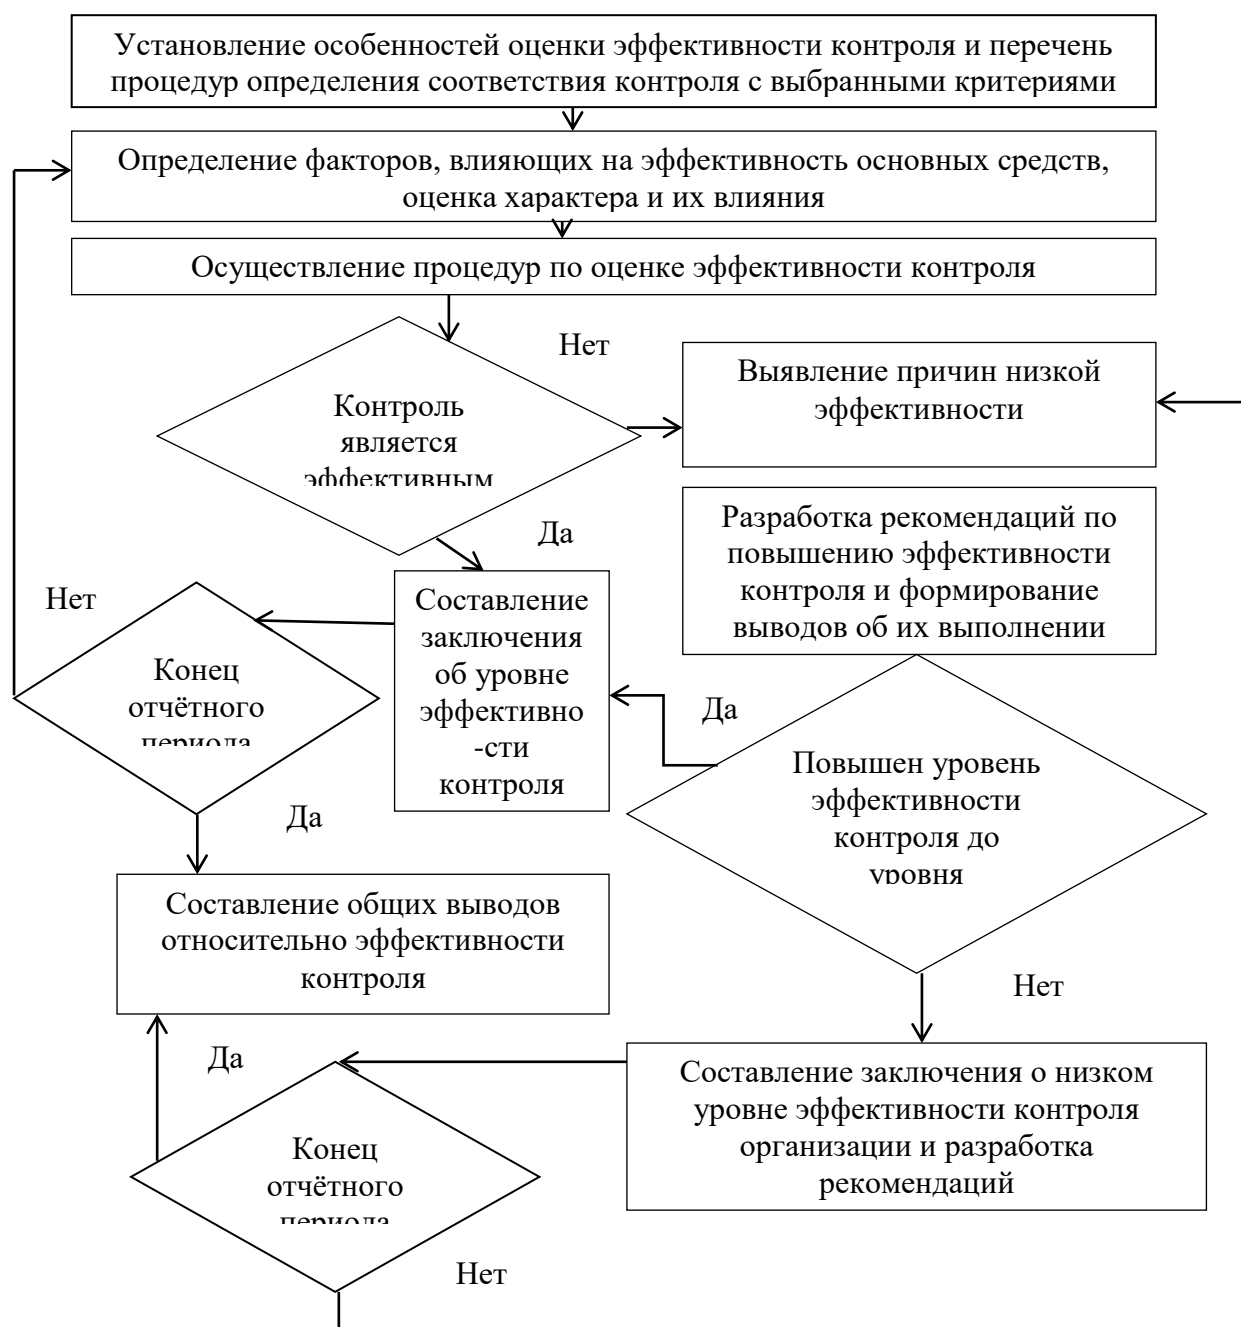 Установление особенностей оценки эффективности контроля и перечень
процедур определения соответствия контроля с выбранными критериями
Определение факторов, влияющих на эффективность основных средств,
оценка характера и их влияния
Осуществление процедур по оценке эффективности контроля
Нет
Контроль
является
эффективным
Выявление причин низкой
эффективности
Да
Разработка рекомендаций по
повышению эффективности
контроля и формирование
выводов об их выполнении
Нет
Составление
заключения
об уровне
эффективно
-сти
контроля
Конец
отчётного
периода
Да
Повышен уровень
эффективности
контроля до
уровня
Да
Составление общих выводов
относительно эффективности
контроля
Нет
Да
Составление заключения о низком
уровне эффективности контроля
организации и разработка
рекомендаций
Конец
отчётного
периода
Нет